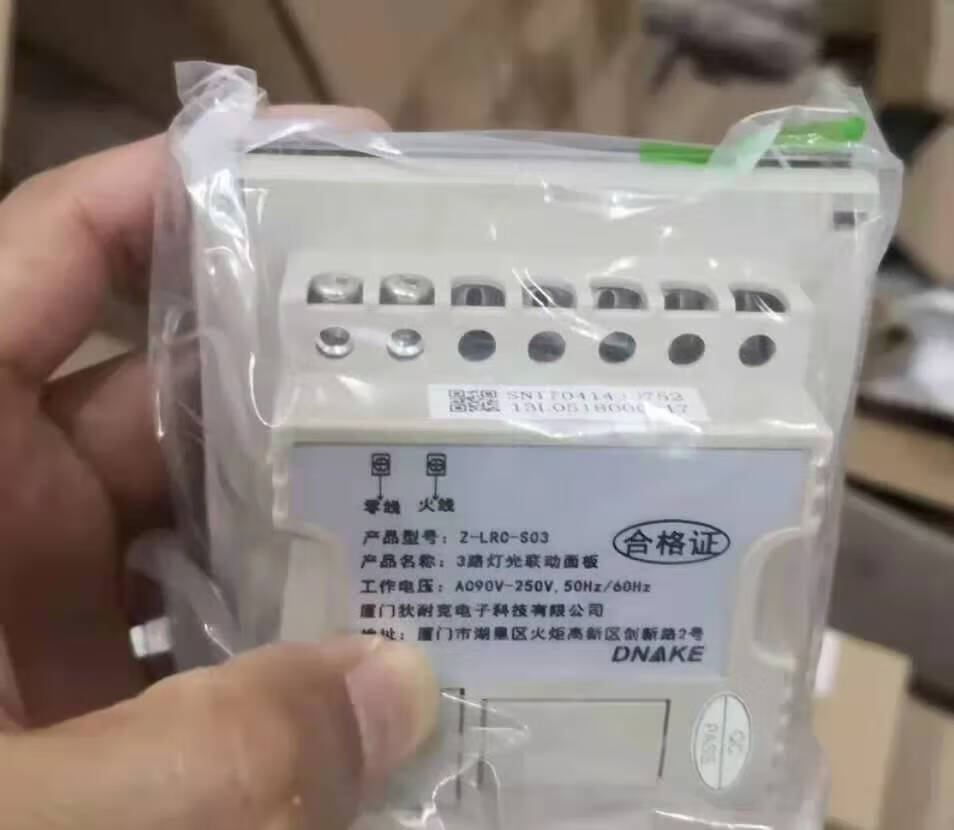 零线 火线
产品型号：Z-LRC-S03
合格证
产品名称：3路灯光联动面板
工作电压：AC90V-250V,50Hz/60Hz
厦门狄耐克电子科技有限公司
地址：厦门市湖里区火炬高新区创新路2号
DNAKE
QC
PASS